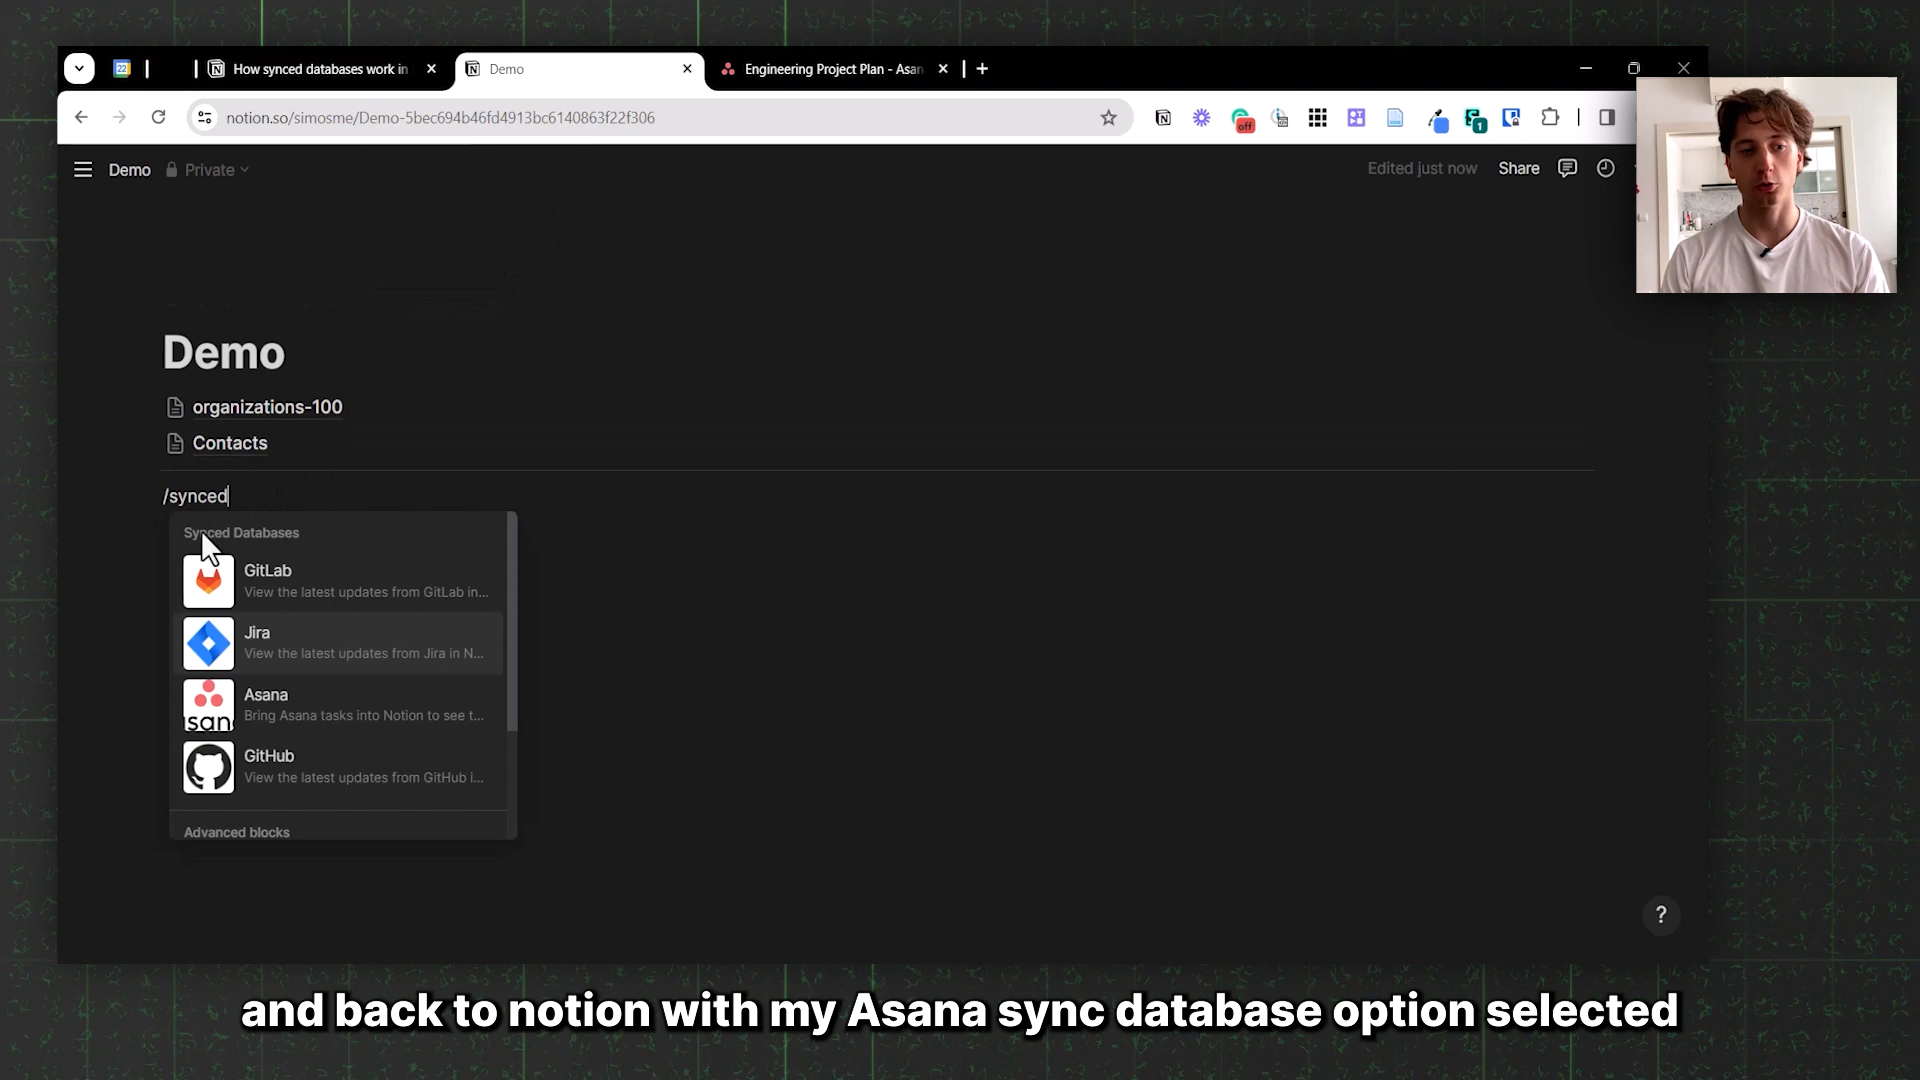 22
How synced databases work in
Demo
Engineering Project Plan - Asan
notion.so/simosme/Demo-5bec694b46fd4913bc6140863f22f306
off
1
Demo
Private
Edited just now
Share
Demo
organizations-100
Contacts
/synced
Synced Databases
GitLab
View the latest updates from GitLab in...
Jira
View the latest updates from Jira in N...
Asana
Bring Asana tasks into Notion to see t...
sana
GitHub
View the latest updates from GitHub i...
Advanced blocks
?
and back to notion with my Asana sync database option selected